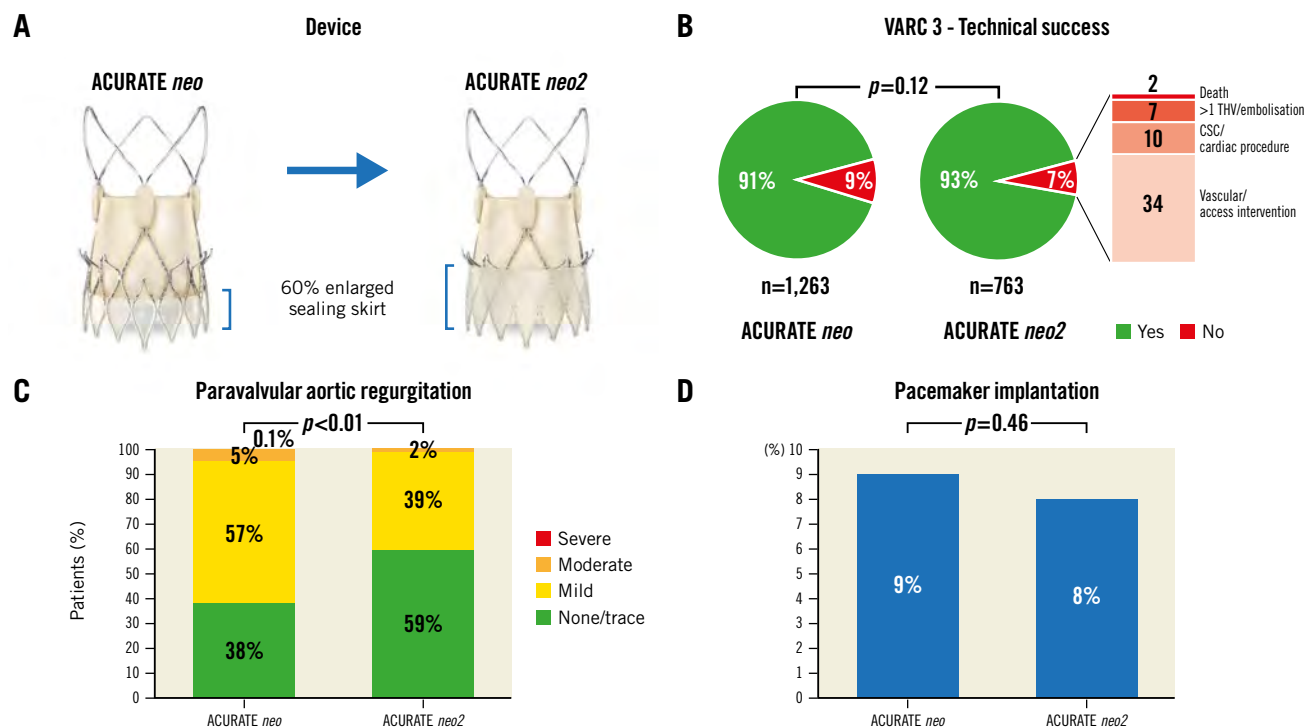 A
Device
ACURATE neo
ACURATE neo2
60% enlarged
sealing skirt
B
VARC 3 - Technical success
p=0.12
91%
9%
93%
7%
2
Death
7
>1 THV/embolisation
10
CSC/
cardiac procedure
34
Vascular/
access intervention
n=1,263
n=763
ACURATE neo
ACURATE neo2
Yes
No
C
Paravalvular aortic regurgitation
p<0.01
0.1%
5%
2%
57%
39%
38%
59%
Patients (%)
100
90
80
70
60
50
40
30
20
10
0
ACURATE neo
ACURATE neo2
Severe
Moderate
Mild
None/trace
D
Pacemaker implantation
p=0.46
(%) 10
9
8
7
6
5
4
3
2
1
0
9%
8%
ACURATE neo
ACURATE neo2